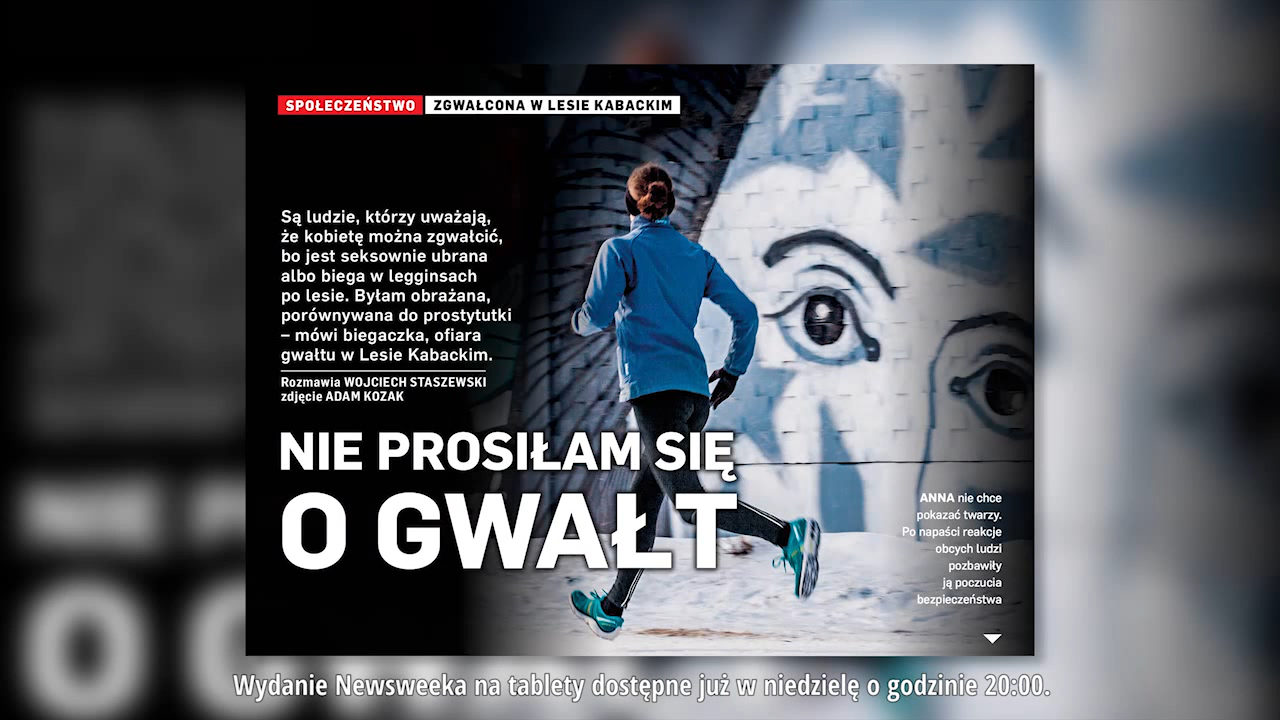 SPOŁECZEŃSTWO ZGWAŁCONA W LESIE KABACKIM
Są ludzie, którzy uważają,
że kobietę można zgwałcić,
bo jest seksownie ubrana
albo biega w legginsach
po lesie. Byłam obrażana,
porównywana do prostytutki
– mówi biegaczka, ofiara
gwałtu w Lesie Kabackim.
Rozmawia WOJCIECH STASZEWSKI
zdjęcie ADAM KOZAK
NIE PROSIŁAM SIĘ
O GWAŁT
ANNA nie chce
pokazać twarzy.
Po napaści reakcje
obcych ludzi
pozbawiły
ją poczucia
bezpieczeństwa
Wydanie Newsweeka na tablety dostępne już w niedzielę o godzinie 20:00.